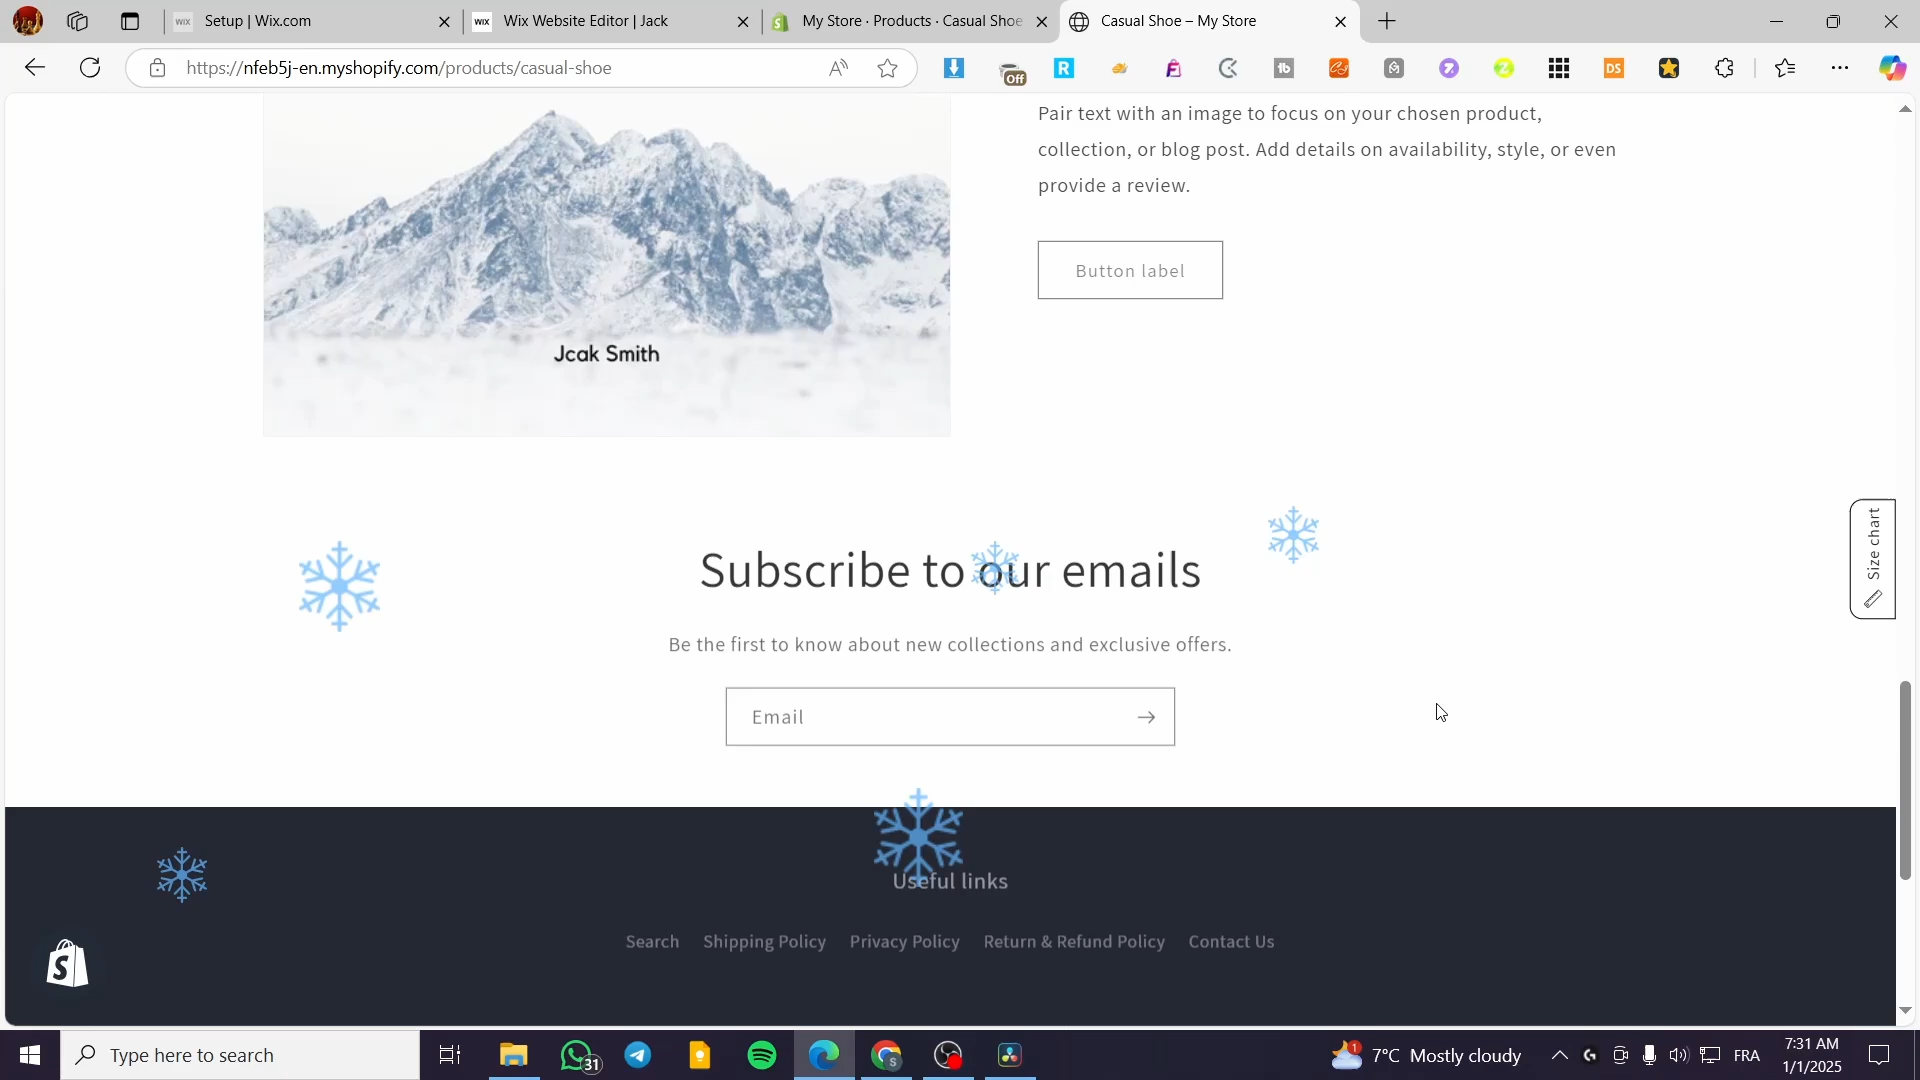 Setup | Wix.com
Wix Website Editor | Jack
My Store · Products · Casual Shoe
Casual Shoe – My Store
https://nfeb5j-en.myshopify.com/products/casual-shoe
Off
Pair text with an image to focus on your chosen product,
collection, or blog post. Add details on availability, style, or even
provide a review.
Button label
Jcak Smith
Size chart
Subscribe to our emails
Be the first to know about new collections and exclusive offers.
Email
Useful links
Search Shipping Policy Privacy Policy Return & Refund Policy Contact Us
Type here to search
31
1
7°C Mostly cloudy
FRA
7:31 AM
1/1/2025